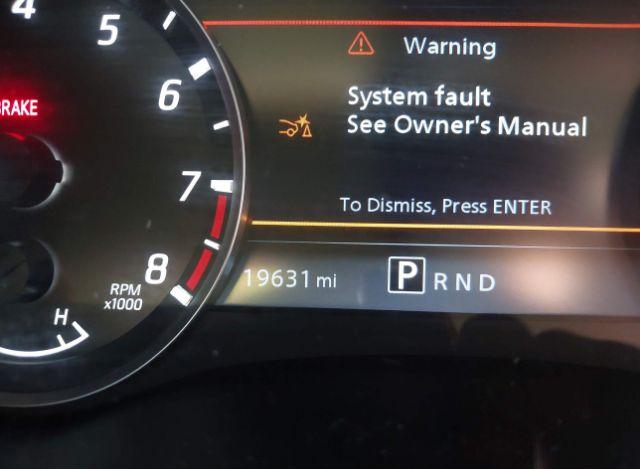 4
5
6
7
8
RPM
x1000
H
BRAKE
Warning
System fault
See Owner's Manual
To Dismiss, Press ENTER
19631 mi
P R N D